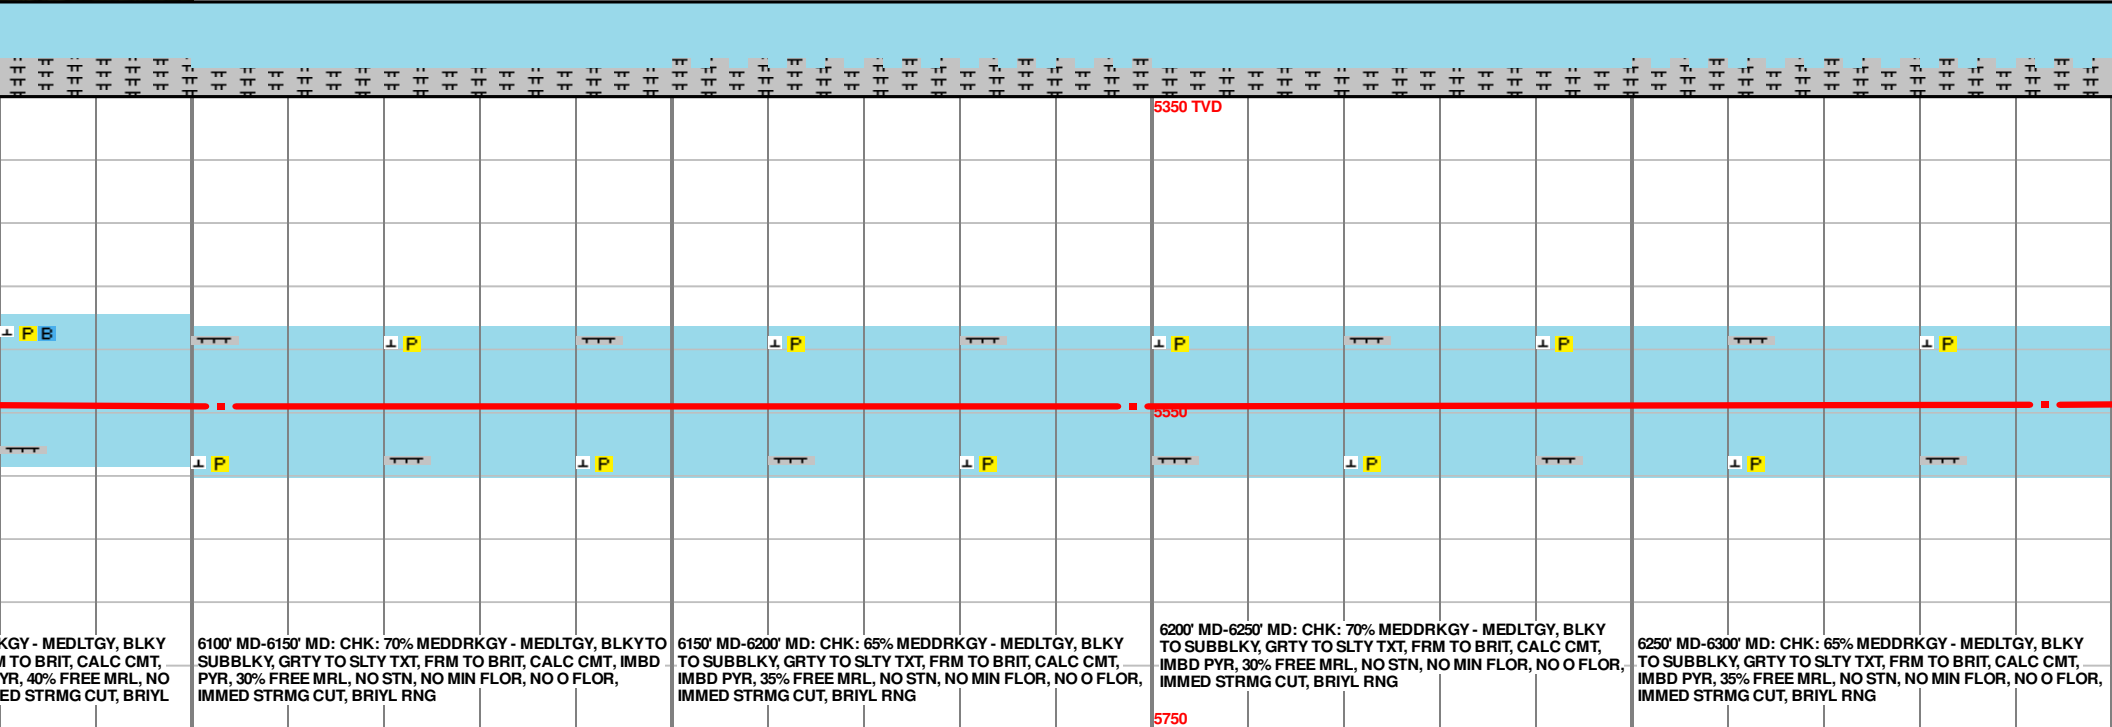 5350 TVD
P B
P
P
P
P
P
5550
P
P
P
P
P
KGY - MEDLTGY, BLKY
M TO BRIT, CALC CMT,
YR, 40% FREE MRL, NO
ED STRMG CUT, BRIYL
6100' MD-6150' MD: CHK: 70% MEDDRKGY - MEDLTGY, BLKY TO
SUBBLKY, GRTY TO SLTY TXT, FRM TO BRIT, CALC CMT, IMBD
PYR, 30% FREE MRL, NO STN, NO MIN FLOR, NO O FLOR,
IMMED STRMG CUT, BRIYL RNG
6150' MD-6200' MD: CHK: 65% MEDDRKGY - MEDLTGY, BLKY
TO SUBBLKY, GRTY TO SLTY TXT, FRM TO BRIT, CALC CMT,
IMBD PYR, 35% FREE MRL, NO STN, NO MIN FLOR, NO O FLOR,
IMMED STRMG CUT, BRIYL RNG
6200' MD-6250' MD: CHK: 70% MEDDRKGY - MEDLTGY, BLKY
TO SUBBLKY, GRTY TO SLTY TXT, FRM TO BRIT, CALC CMT,
IMBD PYR, 30% FREE MRL, NO STN, NO MIN FLOR, NO O FLOR,
IMMED STRMG CUT, BRIYL RNG
6250' MD-6300' MD: CHK: 65% MEDDRKGY - MEDLTGY, BLKY
TO SUBBLKY, GRTY TO SLTY TXT, FRM TO BRIT, CALC CMT,
IMBD PYR, 35% FREE MRL, NO STN, NO MIN FLOR, NO O FLOR,
IMMED STRMG CUT, BRIYL RNG
5750